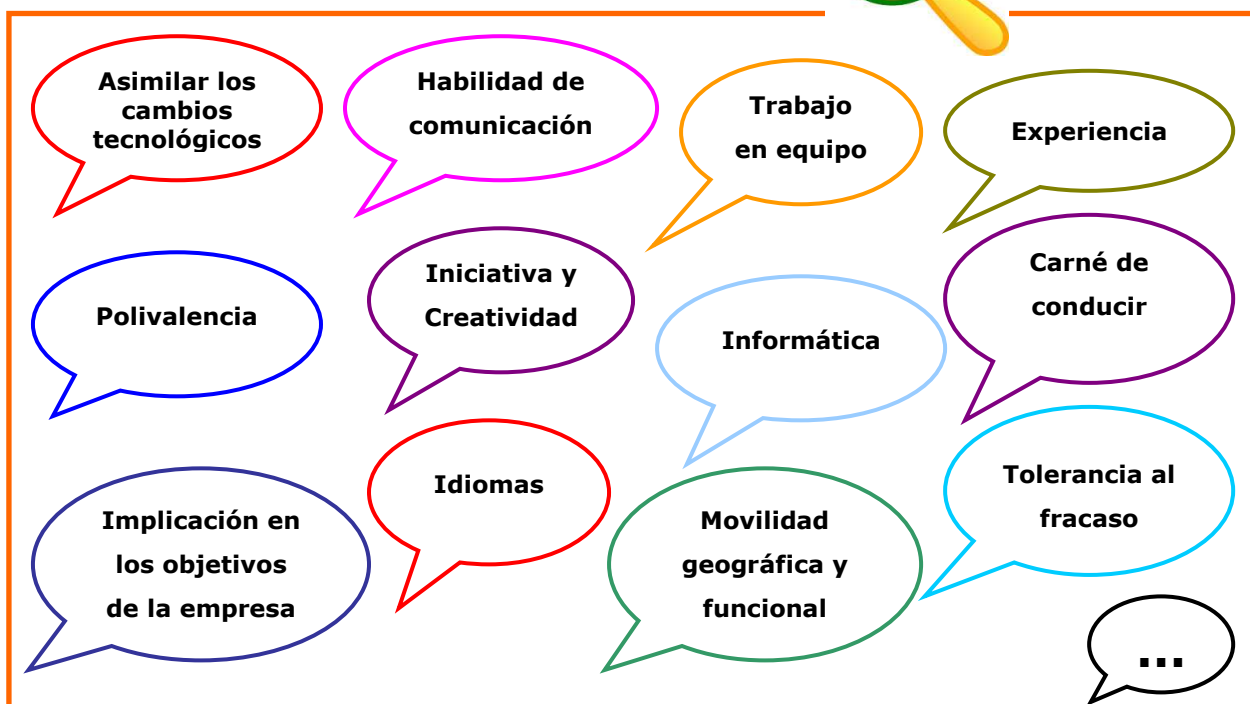 Asimilar los
cambios
tecnológicos
Habilidad de
comunicación
Trabajo
en equipo
Experiencia
Polivalencia
Iniciativa y
Creatividad
Informática
Carné de
conducir
Implicación en
los objetivos
de la empresa
Idiomas
Movilidad
geográfica y
funcional
Tolerancia al
fracaso
...